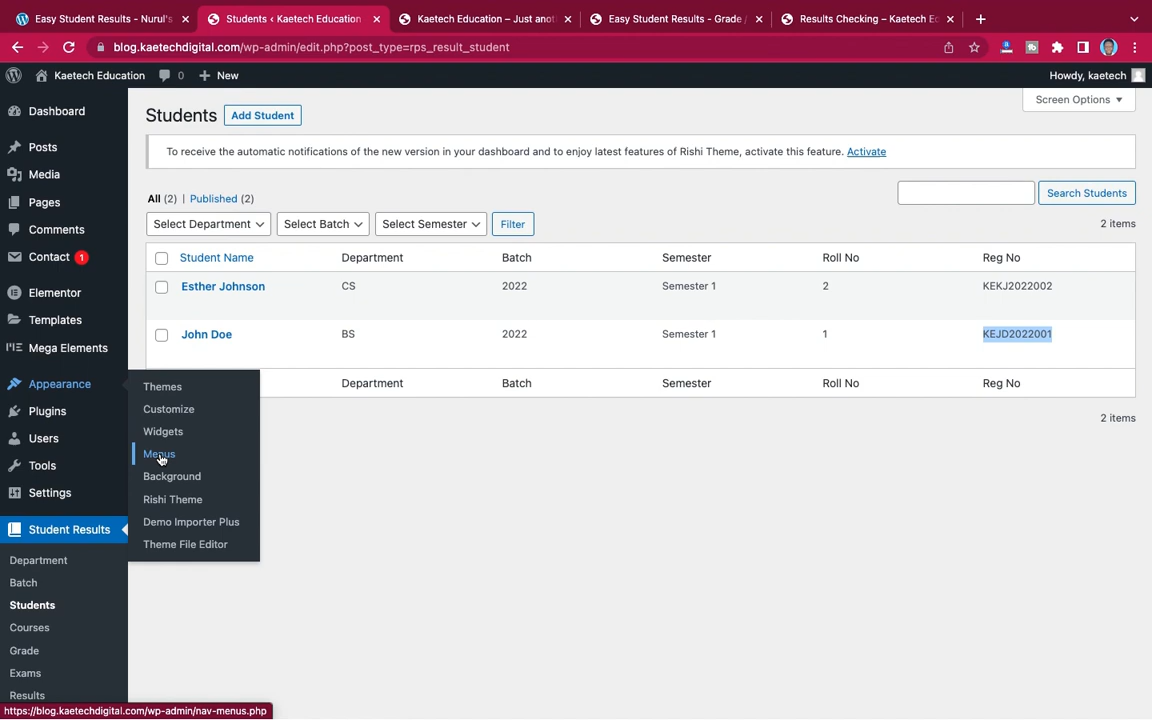 Easy Student Results - Nurul's
Students ‹ Kaetech Education
Kaetech Education – Just anot
Easy Student Results - Grade /
Results Checking – Kaetech Ed
blog.kaetechdigital.com/wp-admin/edit.php?post_type=rps_result_student
Kaetech Education
0
New
Howdy, kaetech
Screen Options
Dashboard
Posts
Media
Pages
Comments
Contact 1
Elementor
Templates
Mega Elements
Appearance
Plugins
Users
Tools
Settings
Student Results
Department
Batch
Students
Courses
Grade
Exams
Results
Themes
Customize
Widgets
Menus
Background
Rishi Theme
Demo Importer Plus
Theme File Editor
Students
Add Student
To receive the automatic notifications of the new version in your dashboard and to enjoy latest features of Rishi Theme, activate this feature. Activate
All (2) | Published (2)
Search Students
Select Department
Select Batch
Select Semester
Filter
2 items
Student Name Department Batch Semester Roll No Reg No
Esther Johnson CS 2022 Semester 1 2 KEKJ2022002
John Doe BS 2022 Semester 1 1 KEJD2022001
Department Batch Semester Roll No Reg No
2 items
https://blog.kaetechdigital.com/wp-admin/nav-menus.php